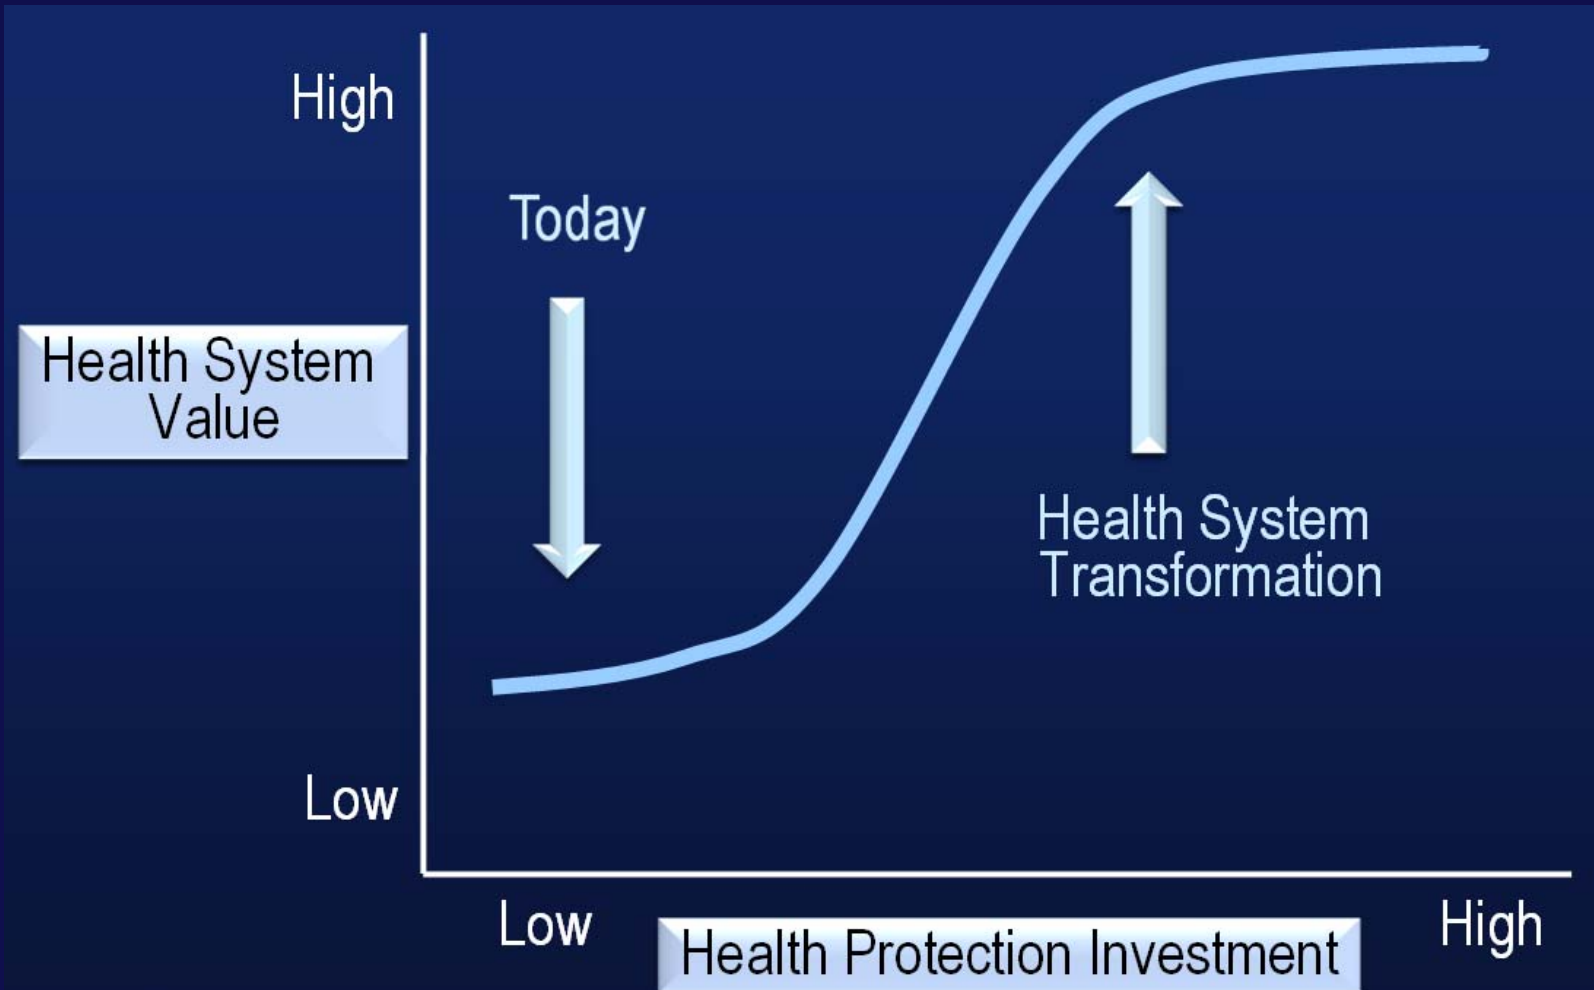 High
Today
Health System
Value
Health System
Transformation
Low
Low
High
Health Protection Investment